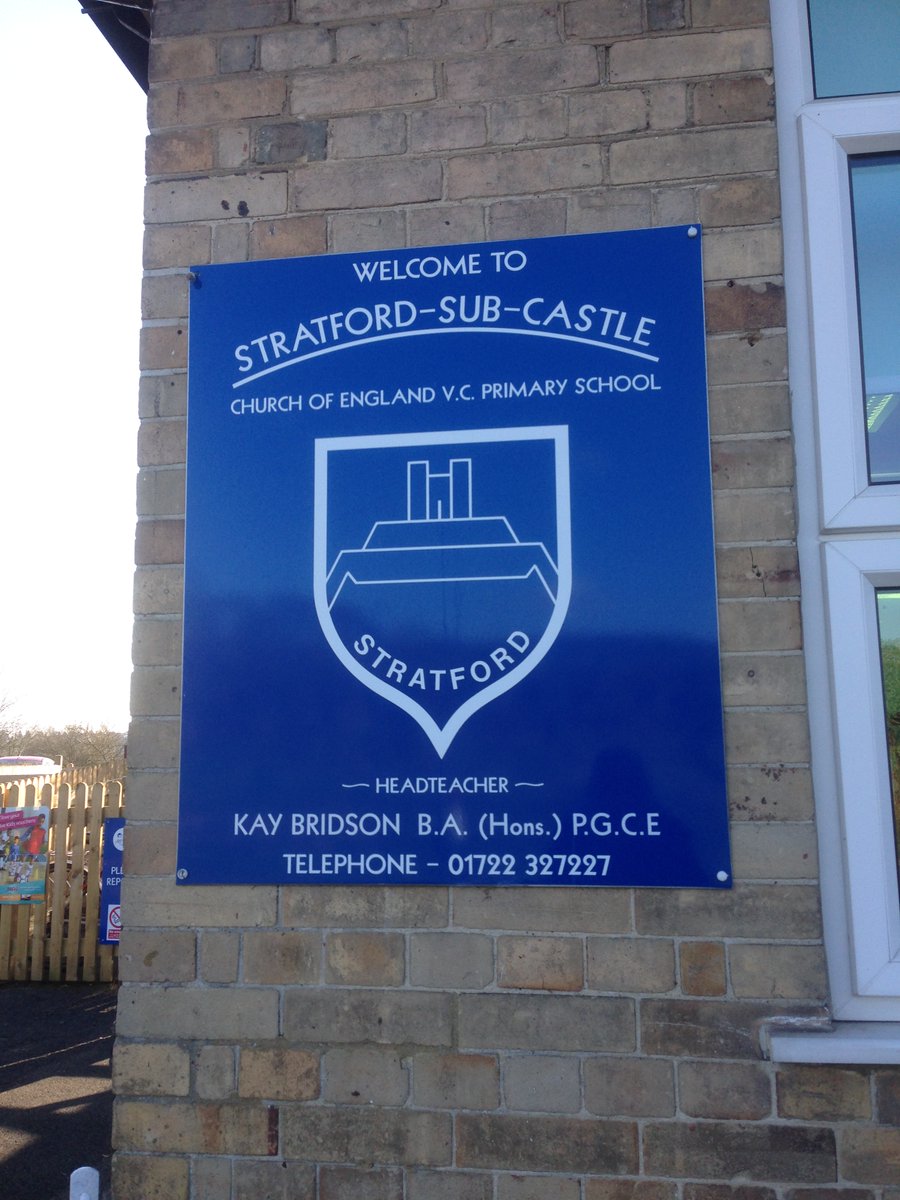 WELCOME TO
STRATFORD-SUB-CASTLE
CHURCH OF ENGLAND V.C. PRIMARY SCHOOL
STRATFORD
~ HEADTEACHER ~
KAY BRIDSON B.A. (Hons.) P.G.C.E
TELEPHONE - 01722 327227